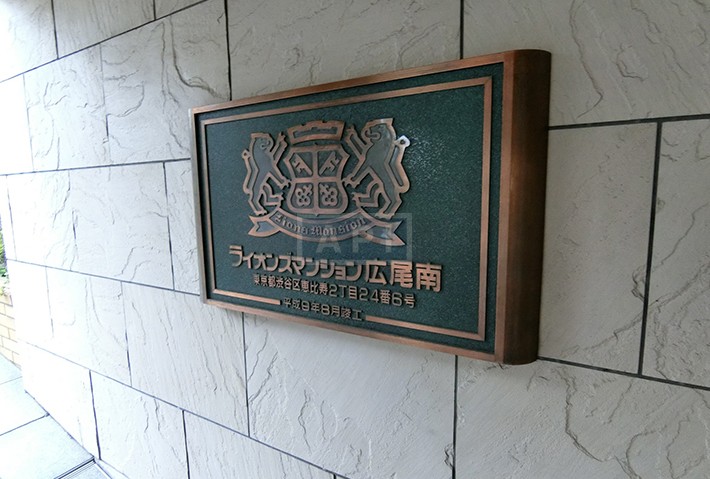 Lions Mansion
ライオンズマンション広尾南
東京都渋谷区恵比寿2丁目24番6号
平成9年8月竣工